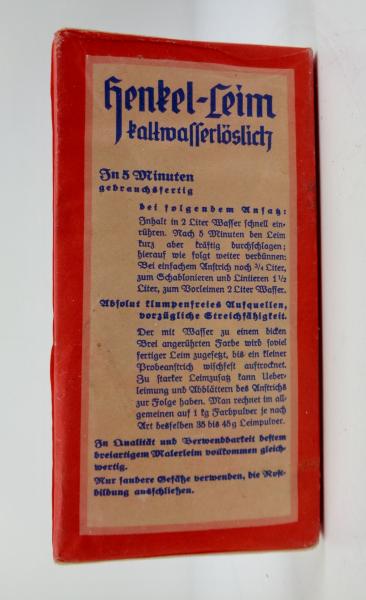 Henkel-Leim
kaltwasserlöslich
In 5 Minuten
gebrauchsfertig
bei folgendem Ansatz:
Inhalt in 2 Liter Wasser schnell ein-
rühren. Nach 5 Minuten den Leim
kurz aber kräftig durchschlagen;
hierauf wie folgt weiter verdünnen:
Bei einfachem Anstrich noch ¾ Liter,
zum Schablonieren und Liniieren 1 1/2
Liter, zum Vorleimen 2 Liter Wasser.
Absolut klumpenfreies Aufquellen,
vorzügliche Streichfähigkeit.
Der mit Wasser zu einem dicken
Brei angerührten Farbe wird soviel
fertiger Leim zugesetzt, bis ein kleiner
Probeanstrich wischfest auftrocknet.
Zu starker Leimzusatz kann Ueber-
leimung und Abblättern des Anstrichs
zur Folge haben. Man rechnet im all-
gemeinen auf 1 kg Farbpulver je nach
Art desselben 35 bis 45 g Leimpulver.
In Qualität und Verwendbarkeit bestem
breiartigem Malerleim vollkommen gleich-
wertig.
Nur saubere Gefäße verwenden, die Rost-
bildung ausschließen.